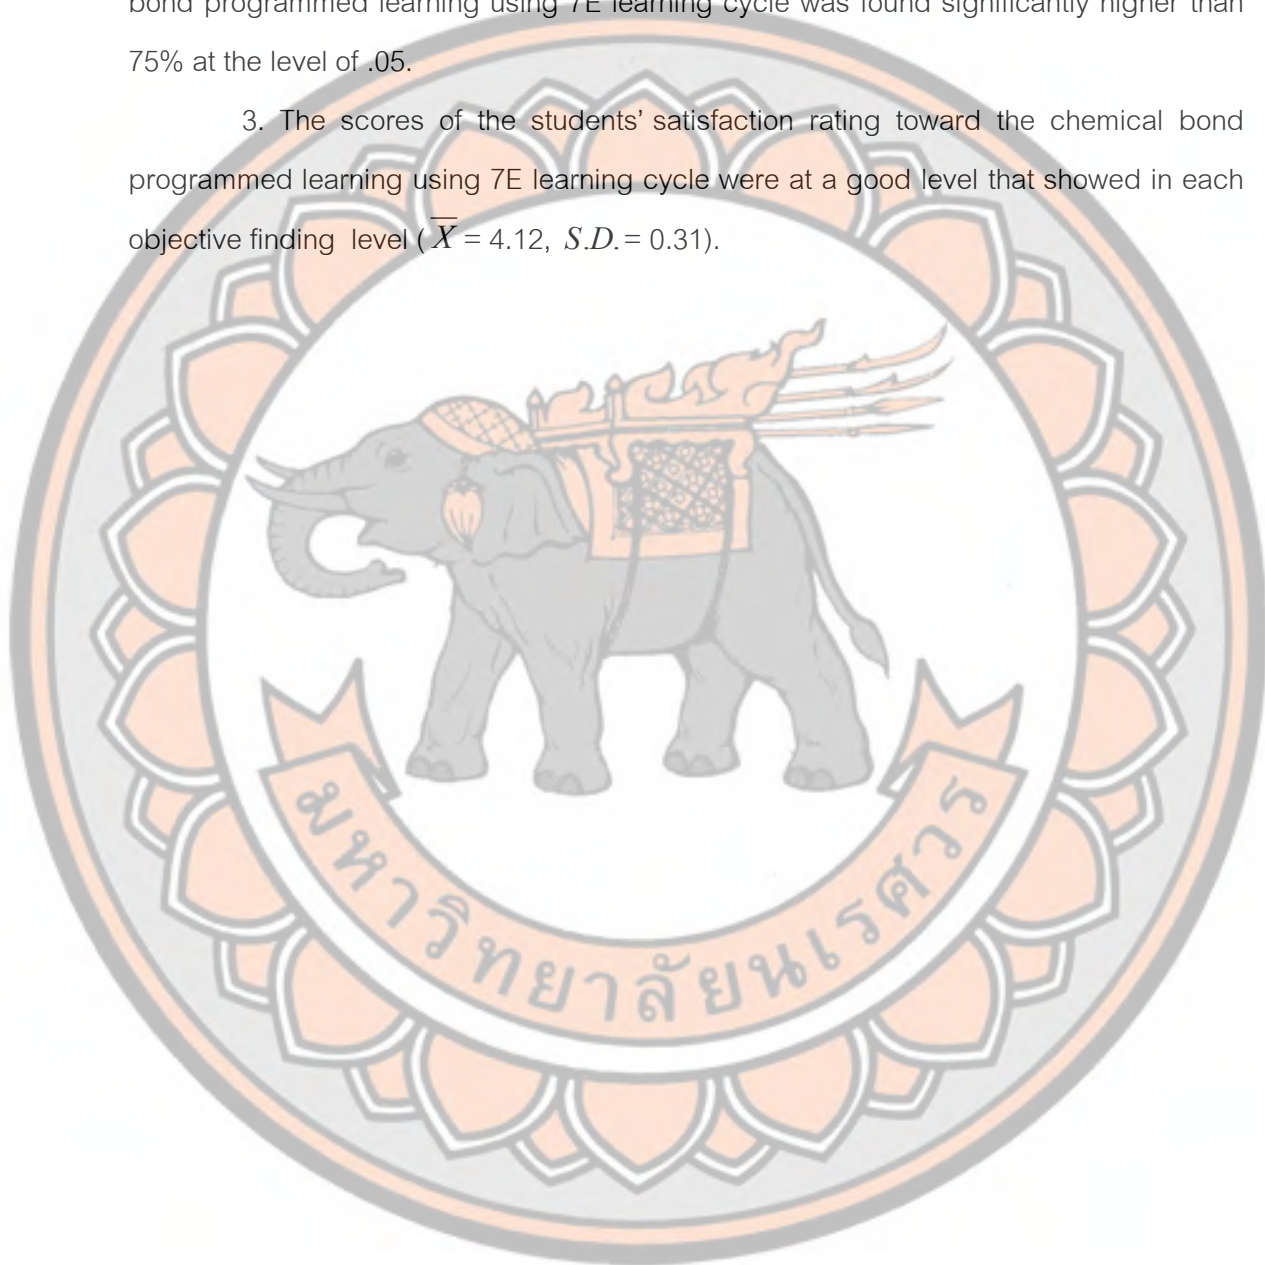 bond programmed learning using 7E learning cycle was found significantly higher than
75% at the level of .05.
3. The scores of the students’ satisfaction rating toward the chemical bond
programmed learning using 7E learning cycle were at a good level that showed in each
objective finding level ( X̅ = 4.12, S.D. = 0.31).
มหาวิทยาลัยนเรศวร